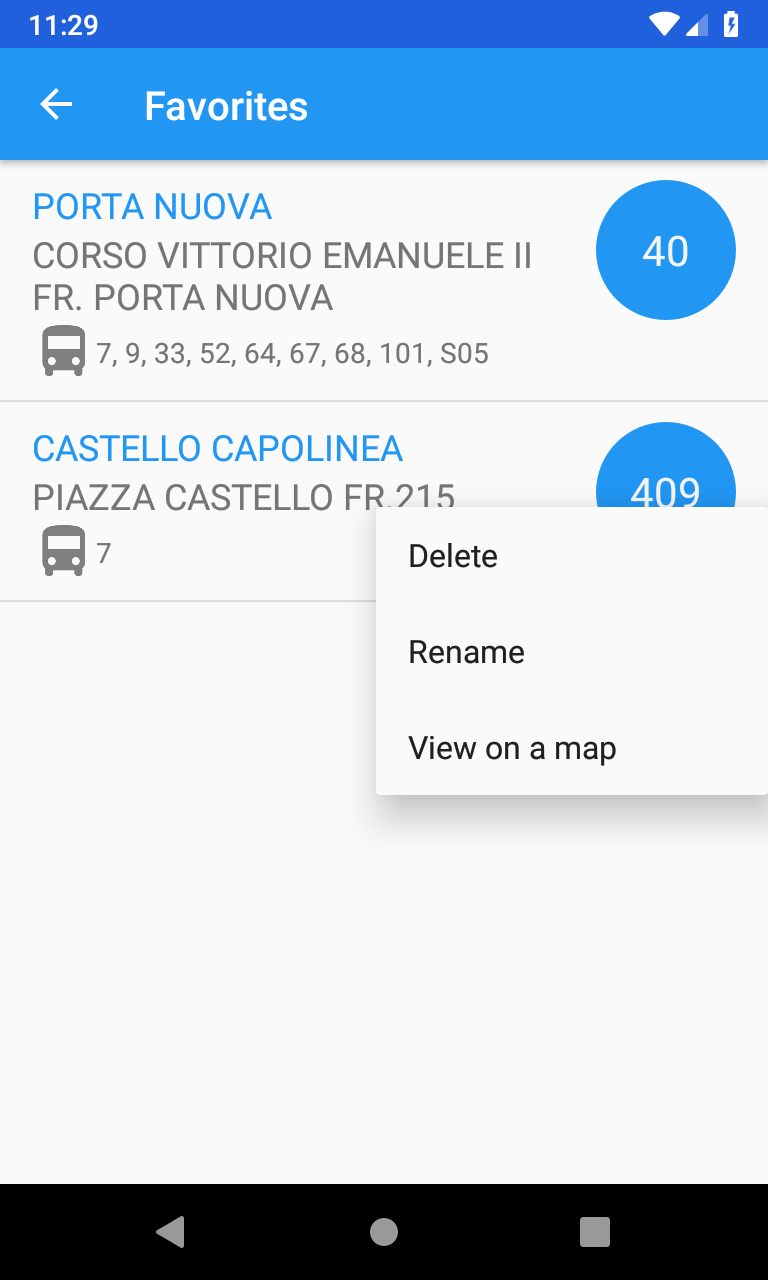 11:29
Favorites
PORTA NUOVA
CORSO VITTORIO EMANUELE II
FR. PORTA NUOVA
40
7, 9, 33, 52, 64, 67, 68, 101, S05
CASTELLO CAPOLINEA
PIAZZA CASTELLO FR.215
409
7
Delete
Rename
View on a map